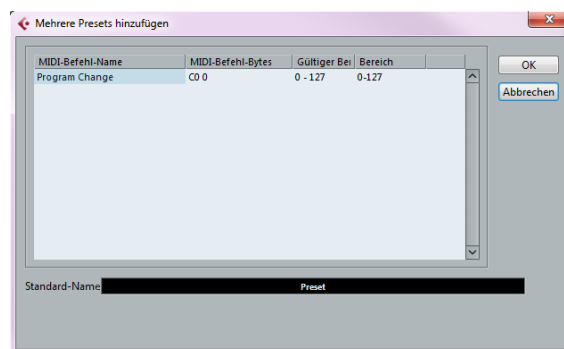 Mehrere Presets hinzufügen
MIDI-Befehl-Name MIDI-Befehl-Bytes Gültiger Bei Bereich
Program Change C0 0 0 - 127 0-127
OK
Abbrechen
Standard-Name Preset